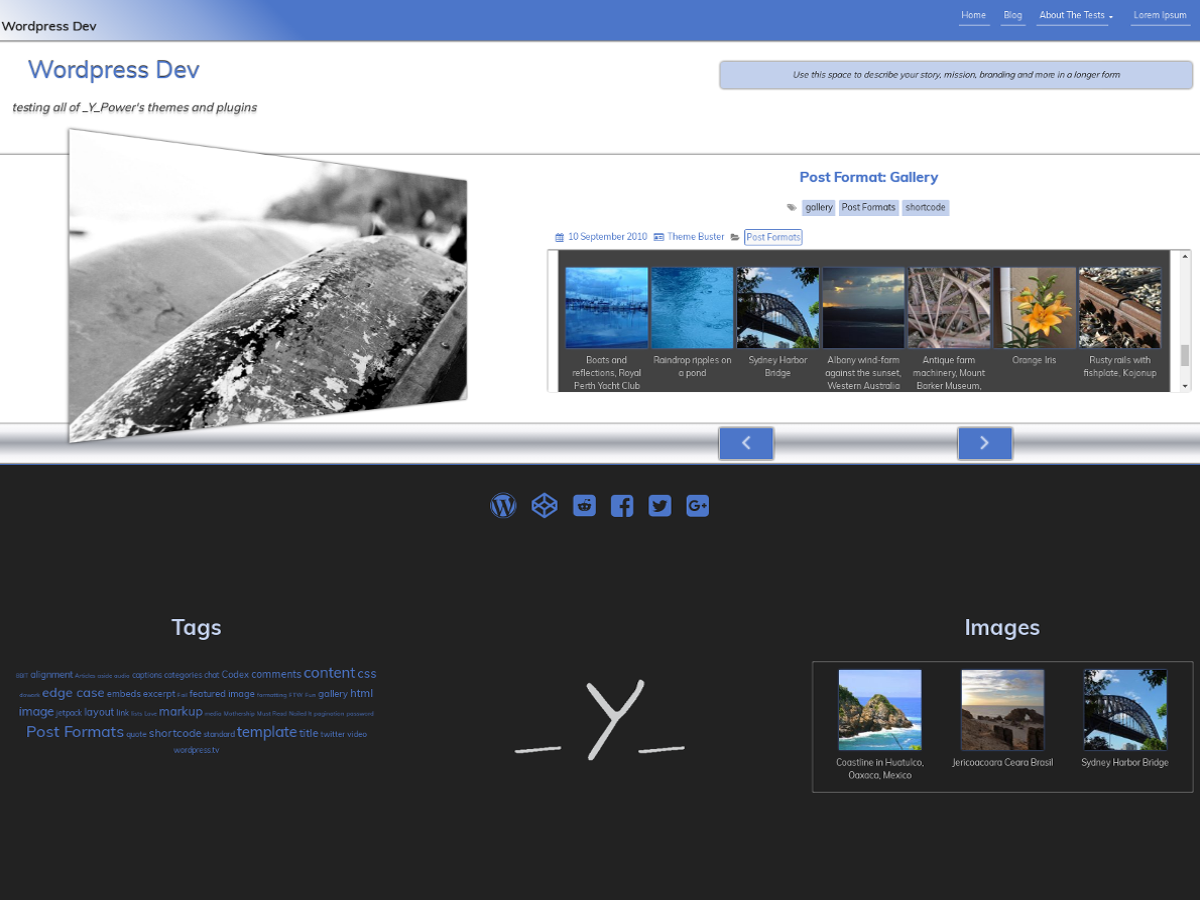 Wordpress Dev
Home Blog About The Tests Lorem Ipsum
Wordpress Dev
Use this space to describe your story, mission, branding and more in a longer form
testing all of _Y_Power's themes and plugins
Post Format: Gallery
gallery Post Formats shortcode
10 September 2010 Theme Buster Post Formats
Boats and
reflections, Royal
Perth Yacht Club
Raindrop ripples on
a pond
Sydney Harbor
Bridge
Albany wind-farm
against the sunset,
Western Australia
Antique farm
machinery, Mount
Barker Museum,
Orange Iris
Rusty rails with
fishplate, Kojonup
Tags
alignment Articles aside audio captions categories chat Codex comments content css
edge case embeds excerpt Fail featured image formatting FTW Fun gallery html
image jetpack layout link lists Love markup media Mothership Must Read Nailed It pagination password
Post Formats quote shortcode standard template title twitter video
wordpress.tv
_Y_
Images
Coastline in Huatulco,
Oaxaca, Mexico
Jericoacoara Ceara Brasil
Sydney Harbor Bridge